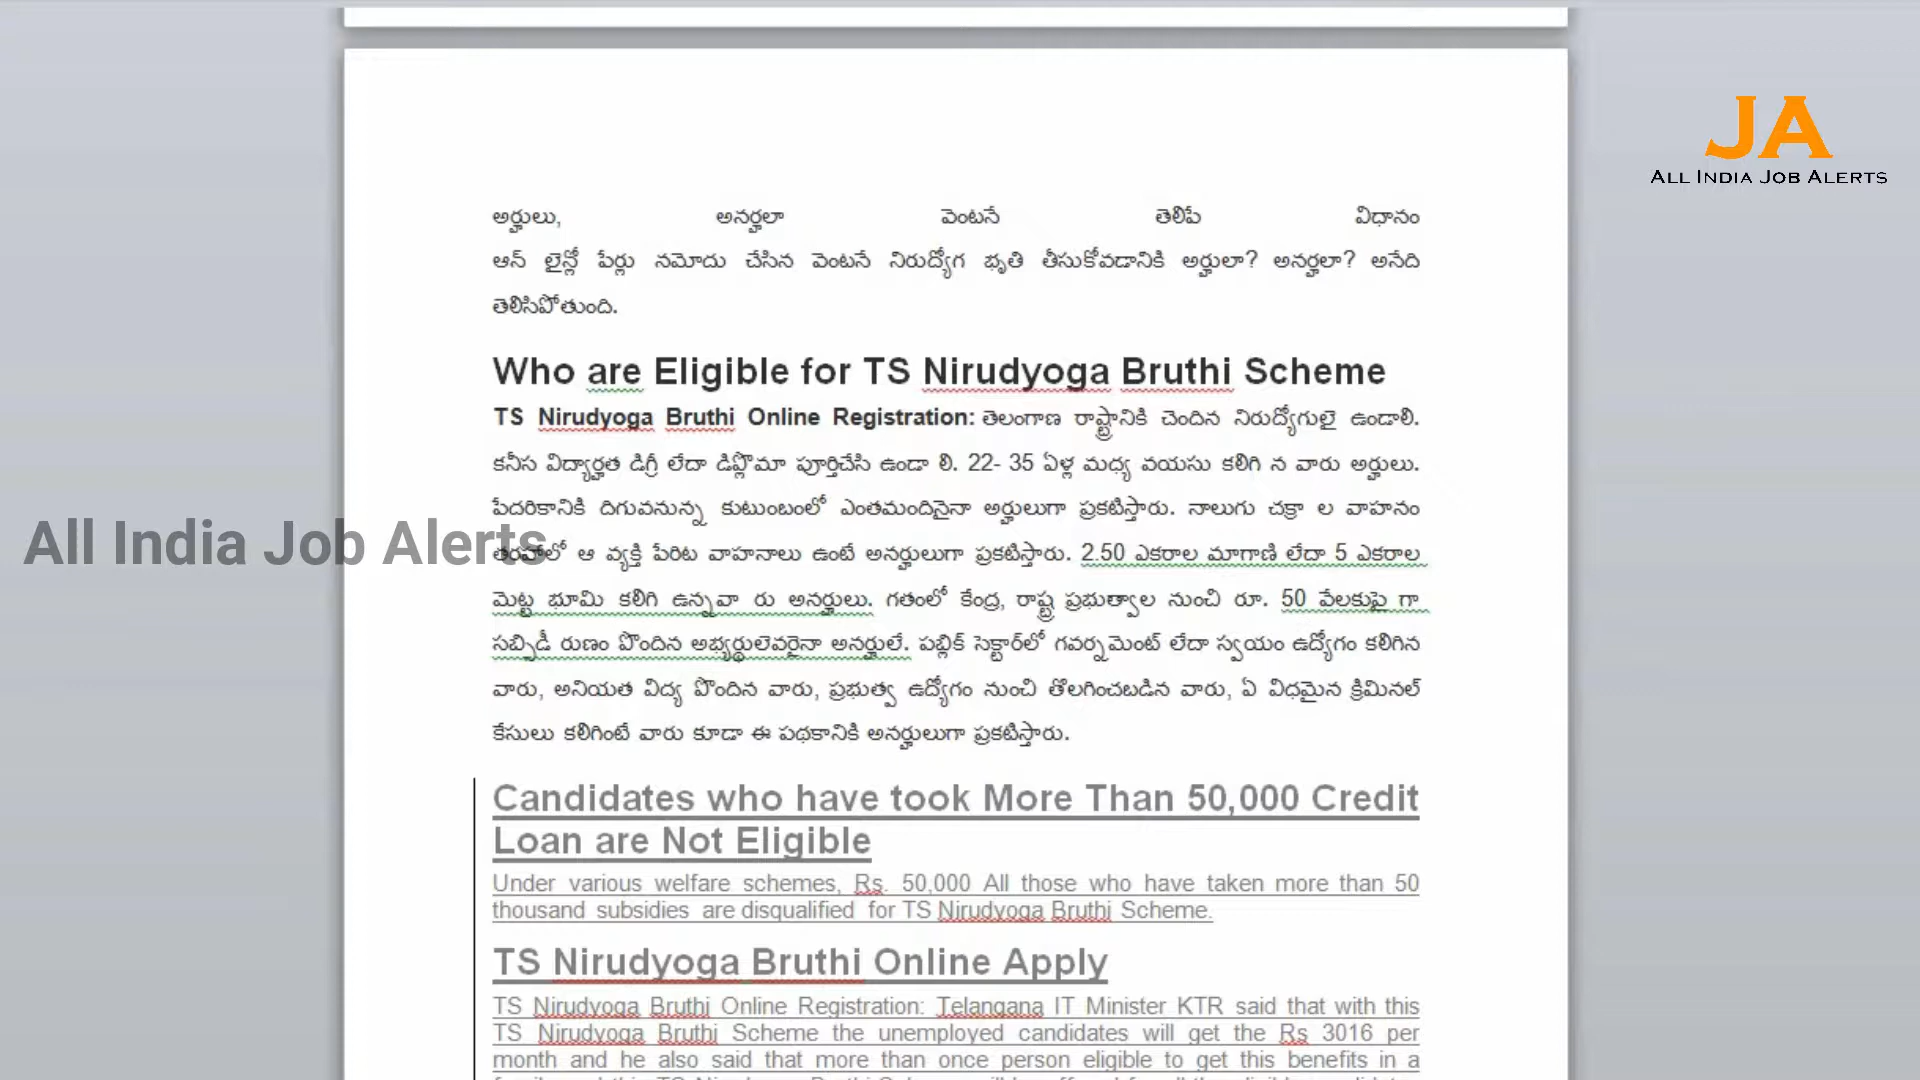 JA
ALL INDIA JOB ALERTS
అర్హులు, అనర్హలా వెంటనే తెలిపే విధానం
ఆన్ లైన్లో పేర్లు నమోదు చేసిన వెంటనే నిరుద్యోగ భృతి తీసుకోవడానికి అర్హులా? అనర్హలా? అనేది
తెలిసిపోతుంది.
Who are Eligible for TS Nirudyoga Bruthi Scheme
TS Nirudyoga Bruthi Online Registration: తెలంగాణ రాష్ట్రానికి చెందిన నిరుద్యోగులై ఉండాలి.
కనీస విద్యార్హత డిగ్రీ లేదా డిప్లొమా పూర్తిచేసి ఉండా లి. 22- 35 ఏళ్ల మధ్య వయసు కలిగి న వారు అర్హులు.
పేదరికానికి దిగువనున్న కుటుంబంలో ఎంతమందినైనా అర్హులుగా ప్రకటిస్తారు. నాలుగు చక్రా ల వాహనం
All India Job Alerts
తరహాలో ఆ వ్యక్తి పేరిట వాహనాలు ఉంటే అనర్హులుగా ప్రకటిస్తారు. 2.50 ఎకరాల మాగాణి లేదా 5 ఎకరాల
మెట్ట భూమి కలిగి ఉన్నవా రు అనర్హులు. గతంలో కేంద్ర, రాష్ట్ర ప్రభుత్వాల నుంచి రూ. 50 వేలకుపై గా
సబ్సిడీ రుణం పొందిన అభ్యర్థులెవరైనా అనర్హులే. పబ్లిక్ సెక్టార్‌లో గవర్నమెంట్ లేదా స్వయం ఉద్యోగం కలిగిన
వారు, అనియత విద్య పొందిన వారు, ప్రభుత్వ ఉద్యోగం నుంచి తొలగించబడిన వారు, ఏ విధమైన క్రిమినల్
కేసులు కలిగింటే వారు కూడా ఈ పథకానికి అనర్హులుగా ప్రకటిస్తారు.
Candidates who have took More Than 50,000 Credit
Loan are Not Eligible
Under various welfare schemes, Rs. 50,000 All those who have taken more than 50
thousand subsidies are disqualified for TS Nirudyoga Bruthi Scheme.
TS Nirudyoga Bruthi Online Apply
TS Nirudyoga Bruthi Online Registration: Telangana IT Minister KTR said that with this
TS Nirudyoga Bruthi Scheme the unemployed candidates will get the Rs 3016 per
month and he also said that more than once person eligible to get this benefits in a